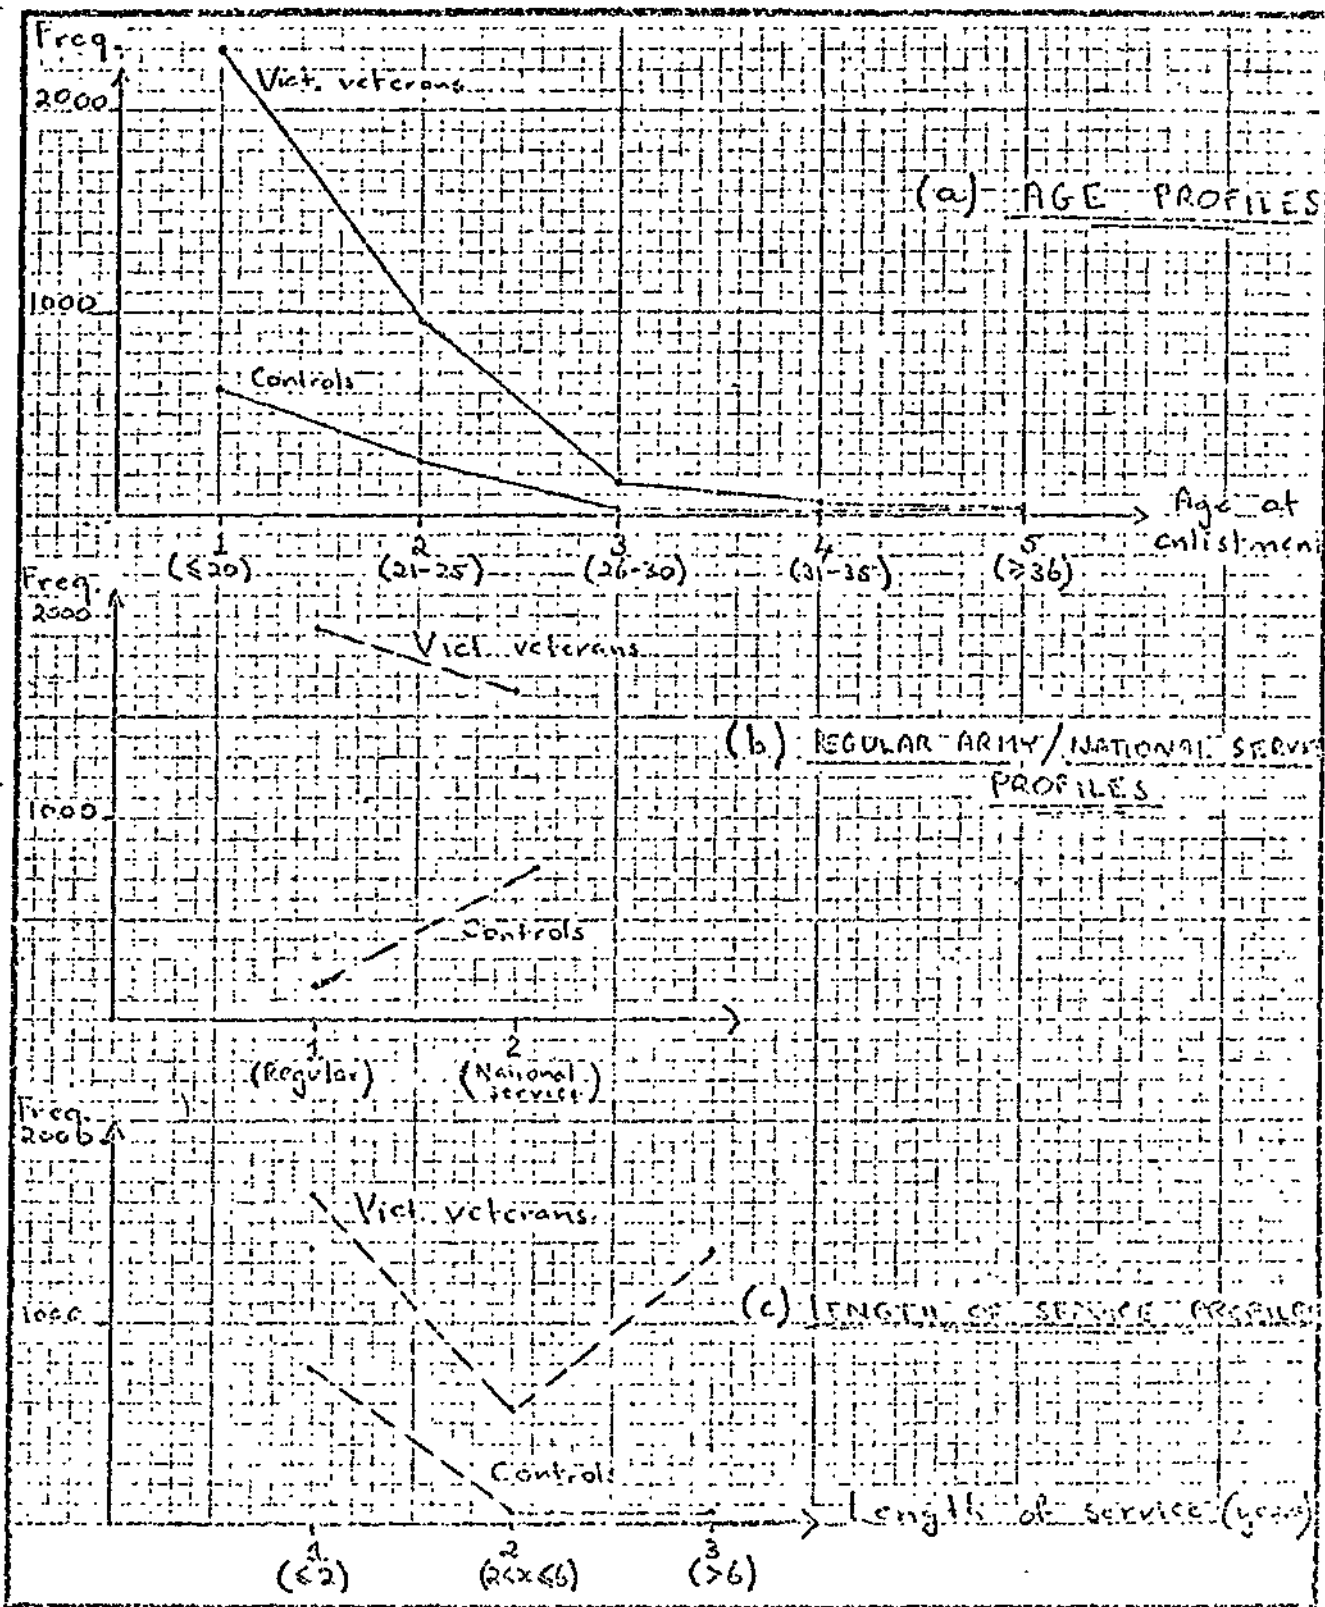 Freq.
Vict. veterans
2000
(a) AGE PROFILES
1000
Controls
Age at
enlistment
1 2 3 4 5
(≤20) (21-25) (26-30) (31-35) (≥36)
Freq.
2000
Vict. veterans
(b) REGULAR ARMY/NATIONAL SERVI
PROFILES
1000
Controls
1 2
(Regular) (National
service)
Freq.
2000
Vict. veterans
1000
(c) LENGTH OF SERVICE PROFILES
Controls
Length of service (years)
1 2 3
(≤2) (2<x≤6) (>6)